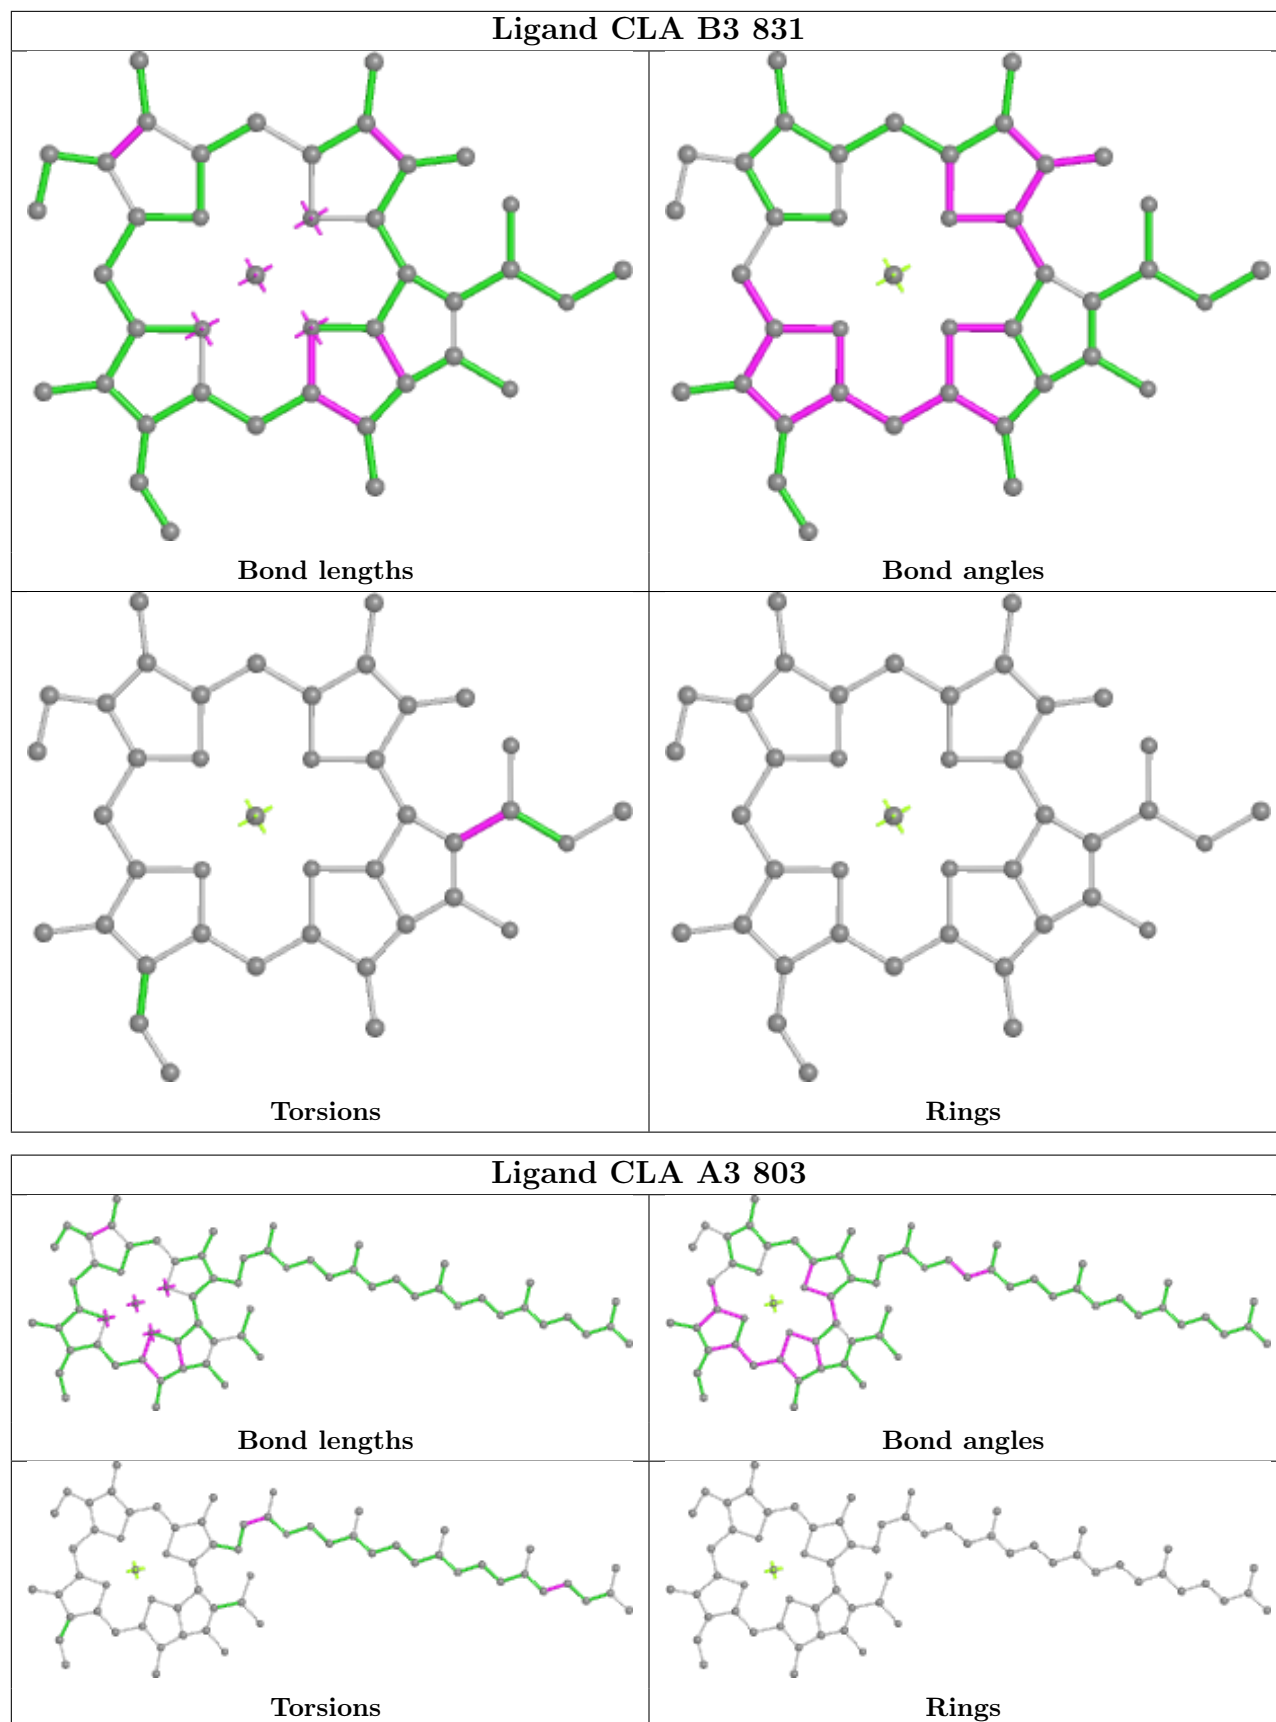 Ligand CLA B3 831
Bond lengths
Bond angles
Torsions
Rings
Ligand CLA A3 803
Bond lengths
Bond angles
Torsions
Rings